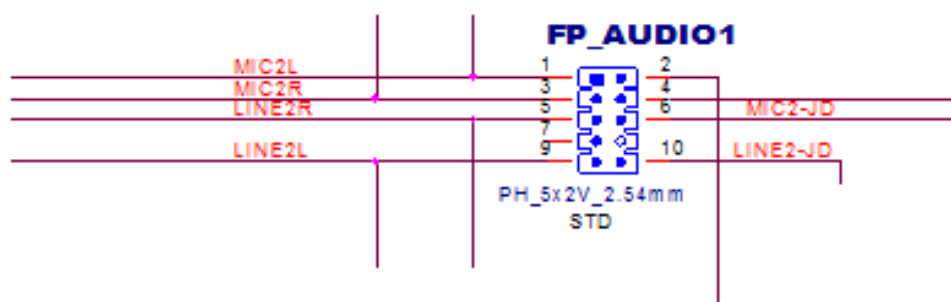 FP_AUDIO1
MIC2L 1 2
MIC2R 3 4
LINE2R 5 6 MIC2-JD
7
LINE2L 9 10 LINE2-JD
PH_5x2V_2.54mm
STD